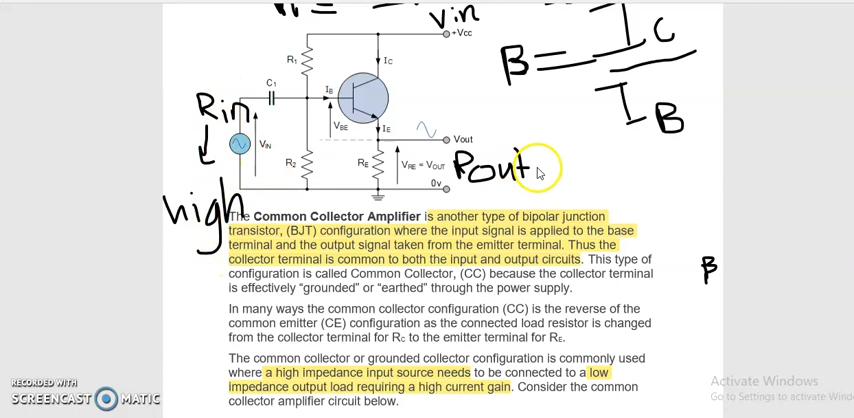 Vin
+Vcc
IC
β = IC / IB
R1
IC
C1
IB
Rin
VBE
IE
Vout
VIN
R2
RE
VRE = VOUT
Rout
0v
high
The Common Collector Amplifier is another type of bipolar junction
transistor, (BJT) configuration where the input signal is applied to the base
terminal and the output signal taken from the emitter terminal. Thus the
collector terminal is common to both the input and output circuits. This type of
configuration is called Common Collector, (CC) because the collector terminal
is effectively “grounded” or “earthed” through the power supply.
β
In many ways the common collector configuration (CC) is the reverse of the
common emitter (CE) configuration as the connected load resistor is changed
from the collector terminal for RC to the emitter terminal for RE.
The common collector or grounded collector configuration is commonly used
where a high impedance input source needs to be connected to a low
impedance output load requiring a high current gain. Consider the common
collector amplifier circuit below.
RECORDED WITH
SCREENCAST MATIC
Activate Windows
Go to Settings to activate Win